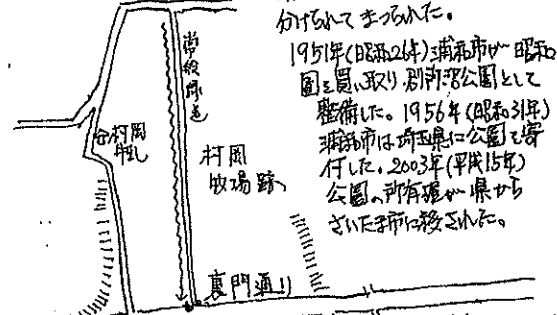 分けられて まつられた。
1951年(昭和26年)浦和市が 昭和
園を買い取り、別所沼公園として
整備した。1956年(昭和31年)
浦和市は埼玉県に公園を寄
付した。2003年(平成15年)
公園の所有権が県から
さいたま市に移された。
常盤緑道
村岡
牧場跡
村岡
牛乳
裏門通り